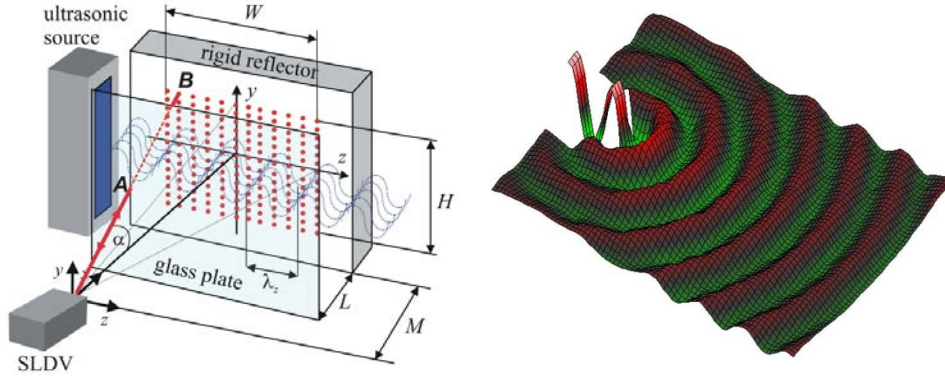 ultrasonic
source
W
rigid reflector
B
y
z
A
H
α
glass plate
λz
L
M
y
z
SLDV